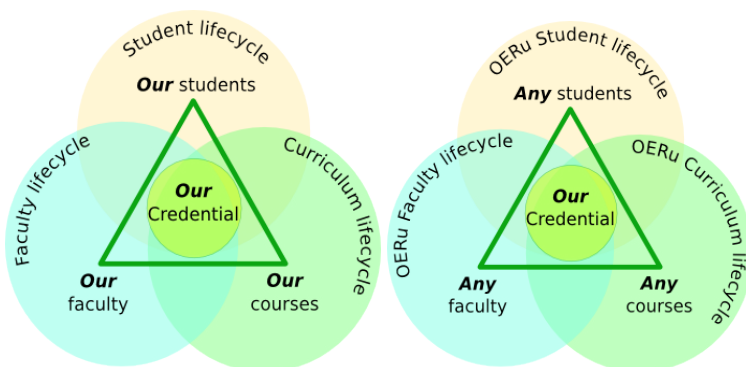 Student lifecycle
Our students
Faculty lifecycle
Curriculum lifecycle
Our
Credential
Our
faculty
Our
courses
OERu Student lifecycle
Any students
OERu Faculty lifecycle
OERu Curriculum lifecycle
Our
Credential
Any
faculty
Any
courses